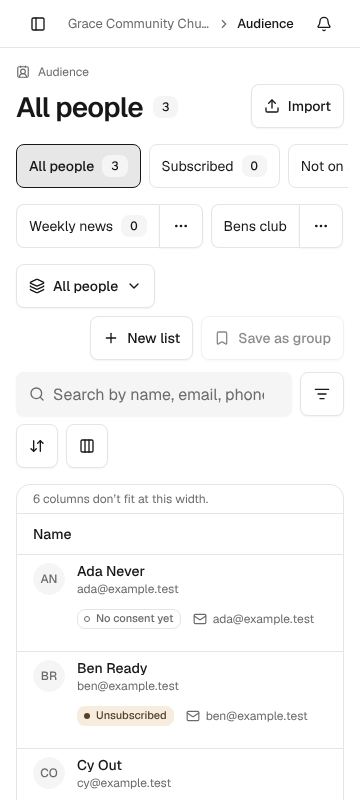 Grace Community Chu... > Audience
Audience
All people 3 Import
All people 3 Subscribed 0 Not on
Weekly news 0 ... Bens club ...
All people
New list Save as group
Search by name, email, phone
6 columns don't fit at this width.
Name
AN Ada Never
ada@example.test
No consent yet ada@example.test
BR Ben Ready
ben@example.test
Unsubscribed ben@example.test
CO Cy Out
cy@example.test